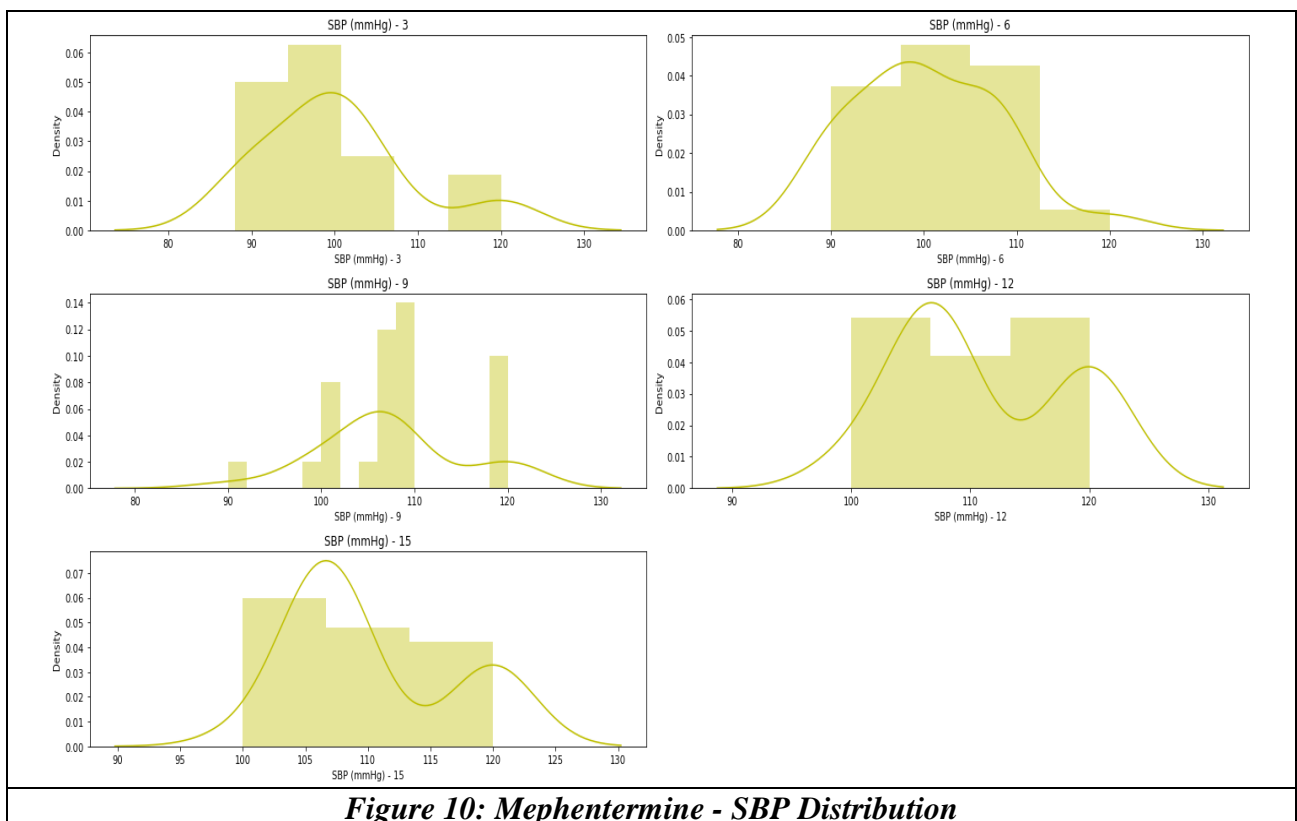 SBP (mmHg) - 3
0.06
0.05
0.04
0.03
0.02
0.01
0.00
Density
80 90 100 110 120 130
SBP (mmHg) - 3
SBP (mmHg) - 6
0.05
0.04
0.03
0.02
0.01
0.00
Density
80 90 100 110 120 130
SBP (mmHg) - 6
SBP (mmHg) - 9
0.14
0.12
0.10
0.08
0.06
0.04
0.02
0.00
Density
80 90 100 110 120 130
SBP (mmHg) - 9
SBP (mmHg) - 12
0.06
0.05
0.04
0.03
0.02
0.01
0.00
Density
90 100 110 120 130
SBP (mmHg) - 12
SBP (mmHg) - 15
0.07
0.06
0.05
0.04
0.03
0.02
0.01
0.00
Density
90 95 100 105 110 115 120 125 130
SBP (mmHg) - 15
Figure 10: Mephentermine - SBP Distribution